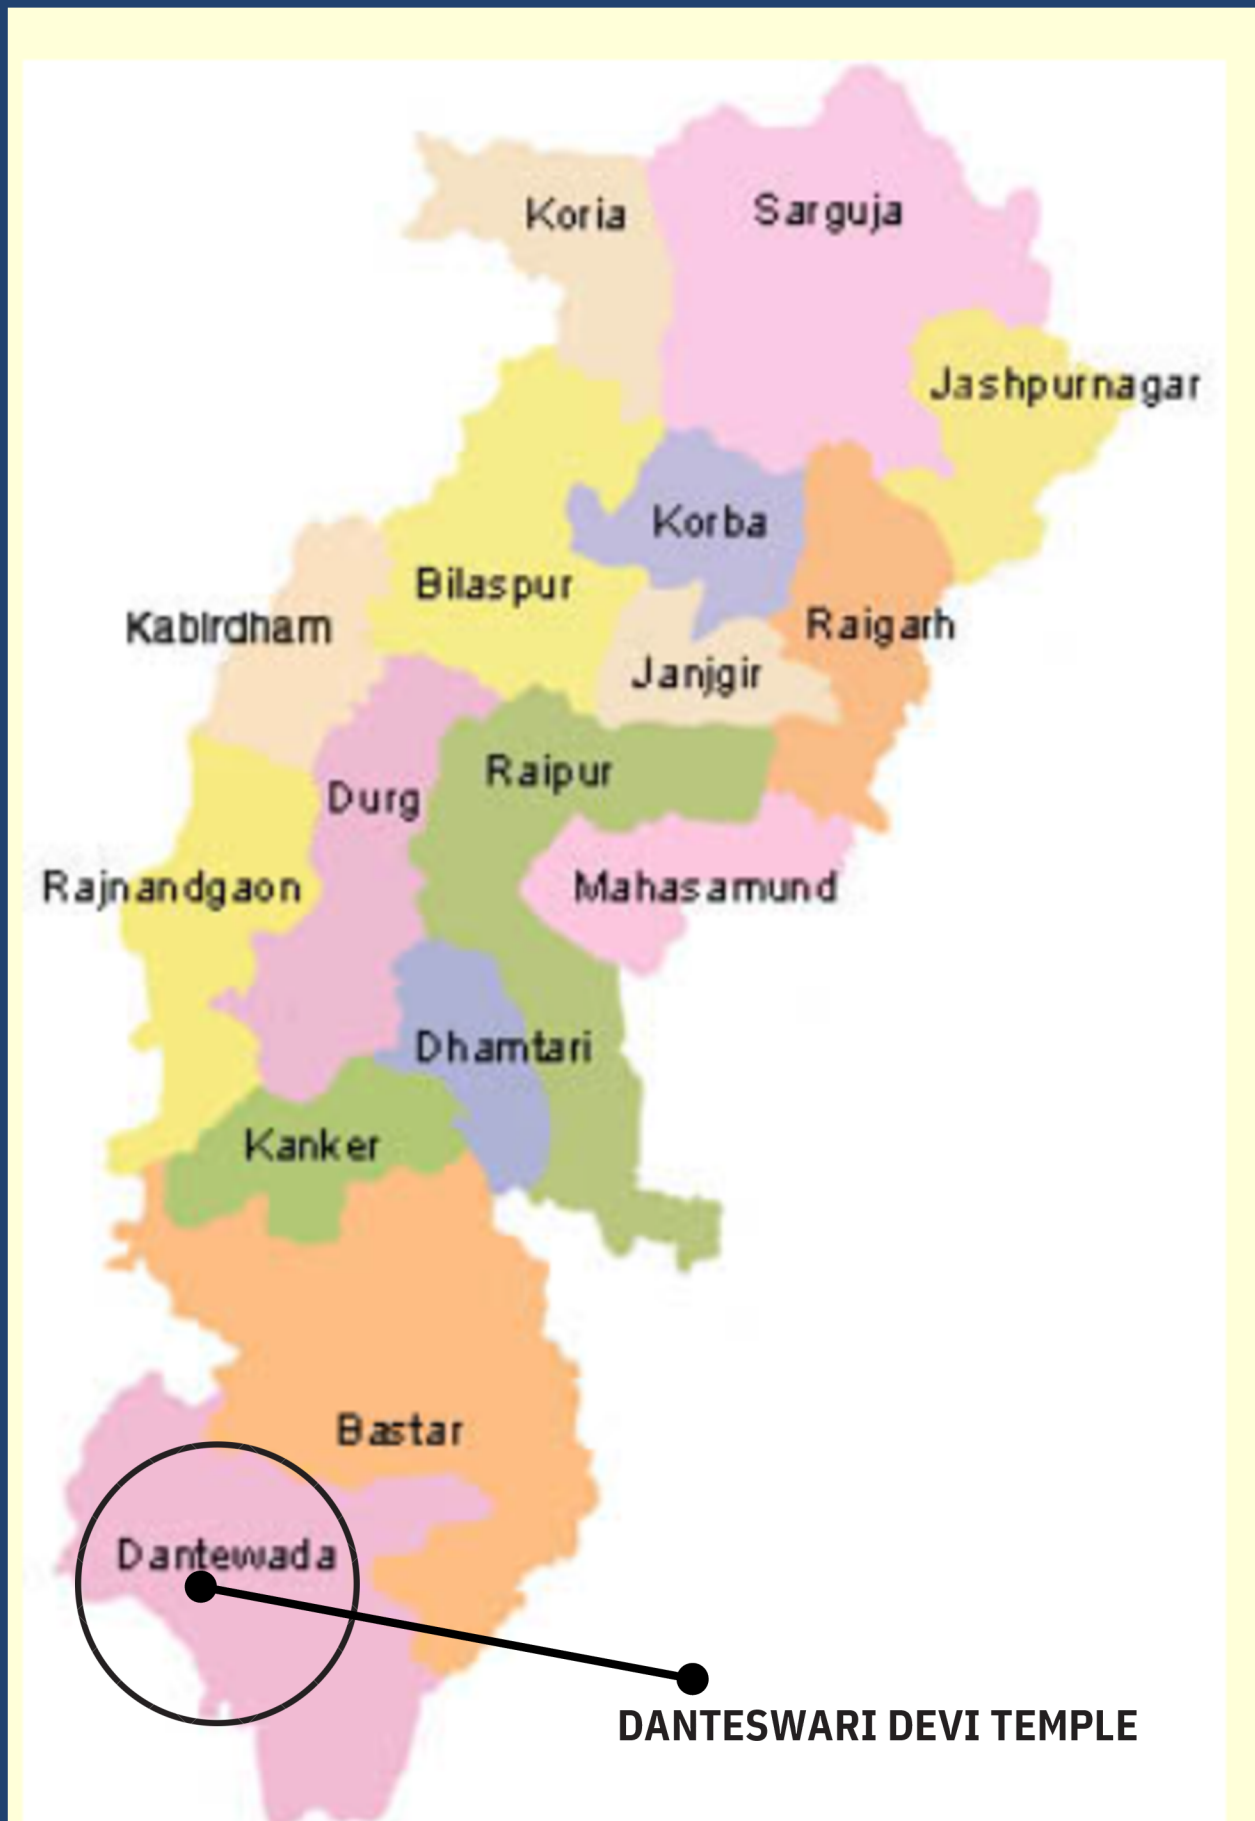 Koria
Sarguja
Jashpurnagar
Korba
Bilaspur
Kabirdham
Raigarh
Janjgir
Raipur
Durg
Rajnandgaon
Mahasamund
Dhamtari
Kanker
Bastar
Dantewada
DANTESWARI DEVI TEMPLE